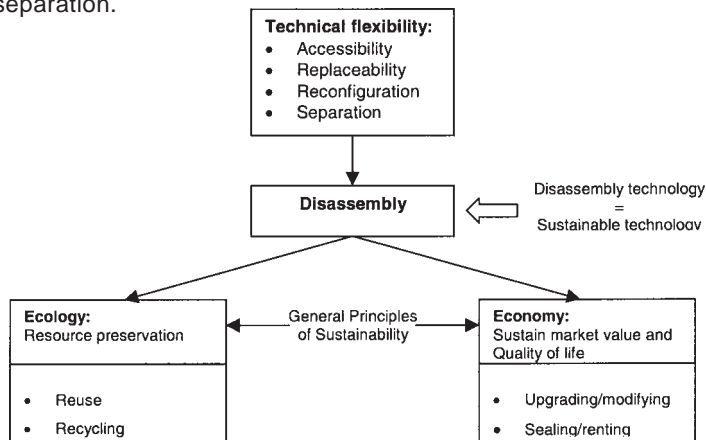 separation.
Technical flexibility:
• Accessibility
• Replaceability
• Reconfiguration
• Separation
Disassembly
Disassembly technology
=
Sustainable technology
Ecology:
Resource preservation
General Principles
of Sustainability
Economy:
Sustain market value and
Quality of life
• Reuse
• Recycling
• Upgrading/modifying
• Sealing/renting